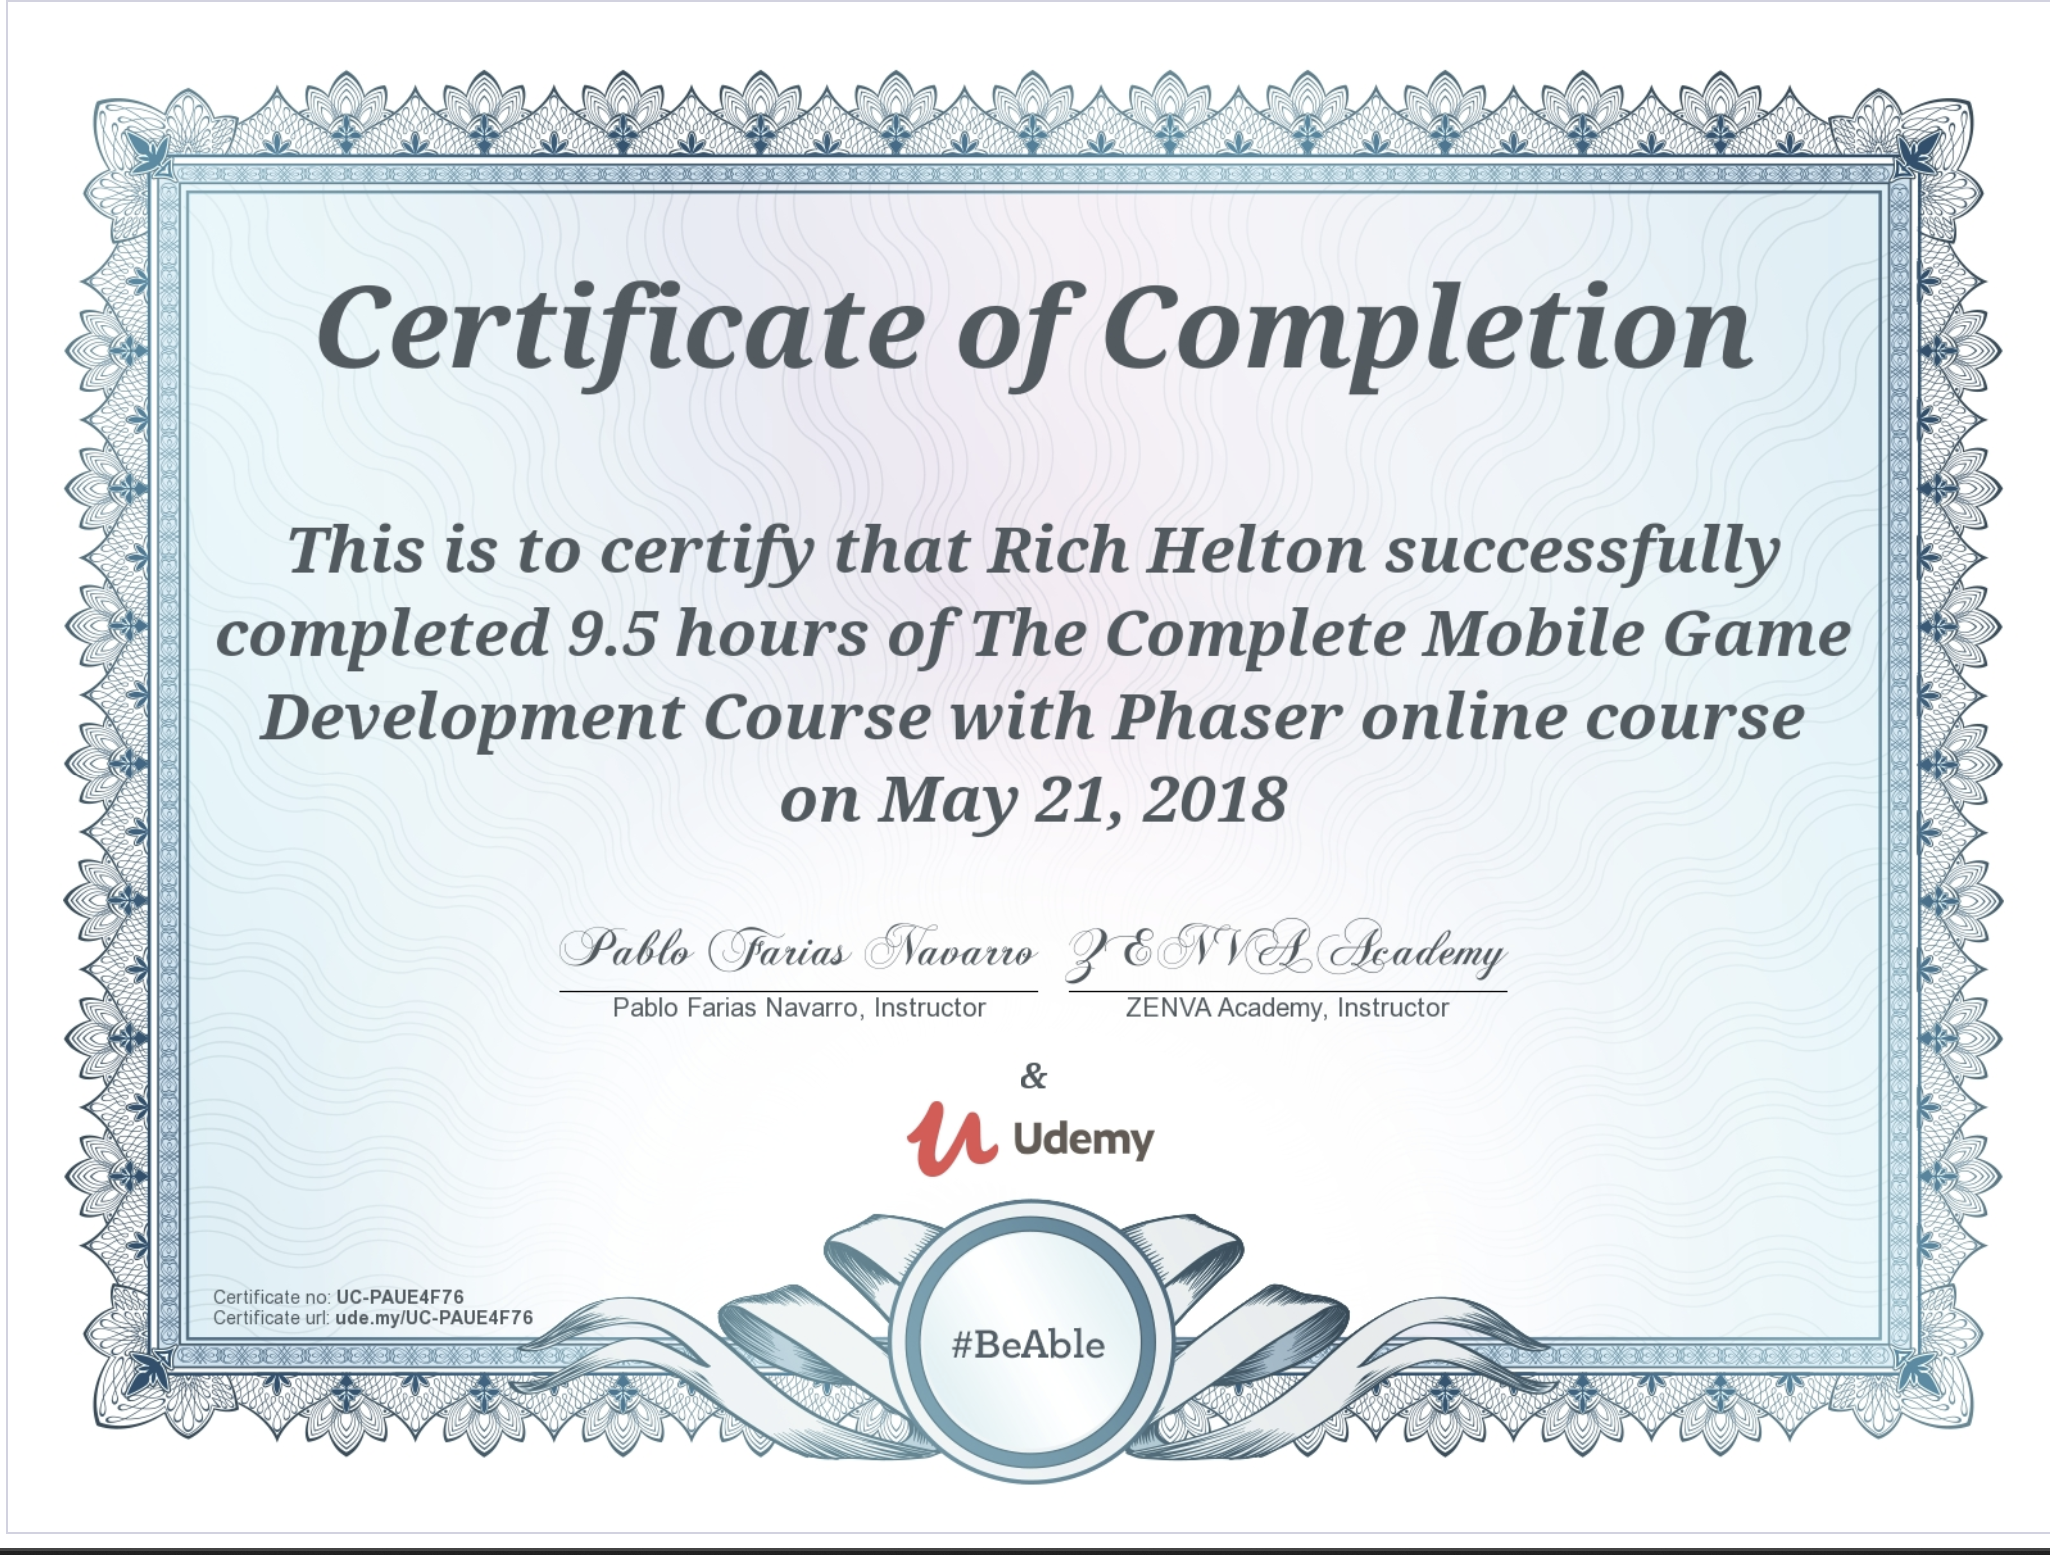 Certificate of Completion
This is to certify that Rich Helton successfully
completed 9.5 hours of The Complete Mobile Game
Development Course with Phaser online course
on May 21, 2018
Pablo Farias Navarro ZENVA Academy
Pablo Farias Navarro, Instructor ZENVA Academy, Instructor
&
Udemy
Certificate no: UC-PAUE4F76
Certificate url: ude.my/UC-PAUE4F76
#BeAble